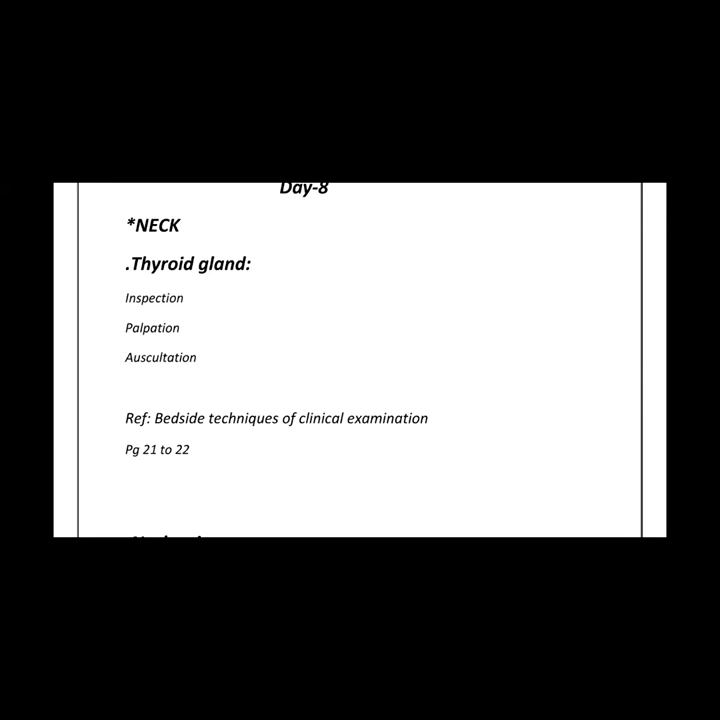 Day-8
*NECK
.Thyroid gland:
Inspection
Palpation
Auscultation
Ref: Bedside techniques of clinical examination
Pg 21 to 22